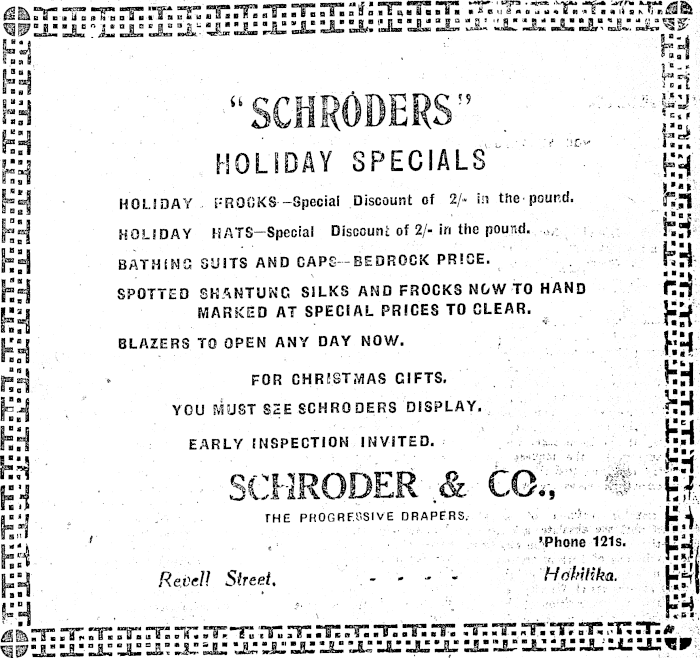 "SCHRODERS"
HOLIDAY SPECIALS
HOLIDAY FROCKS—Special Discount of 2/- in the pound.
HOLIDAY HATS—Special Discount of 2/- in the pound.
BATHING SUITS AND CAPS—BEDROCK PRICE.
SPOTTED SHANTUNG SILKS AND FROCKS NOW TO HAND
MARKED AT SPECIAL PRICES TO CLEAR.
BLAZERS TO OPEN ANY DAY NOW.
FOR CHRISTMAS GIFTS.
YOU MUST SEE SCHRODERS DISPLAY.
EARLY INSPECTION INVITED.
SCHRODER & CO.,
THE PROGRESSIVE DRAPERS.
'Phone 121s.
Revell Street, - - - - Hokitika.